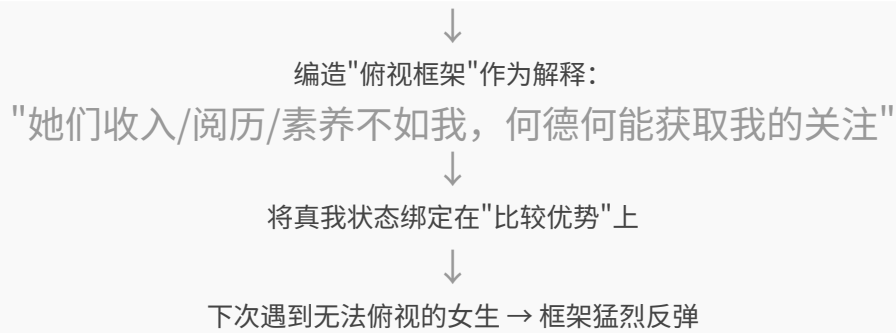 ↓
编造"俯视框架"作为解释：
"她们收入/阅历/素养不如我，何德何能获取我的关注"
↓
将真我状态绑定在"比较优势"上
↓
下次遇到无法俯视的女生 → 框架猛烈反弹